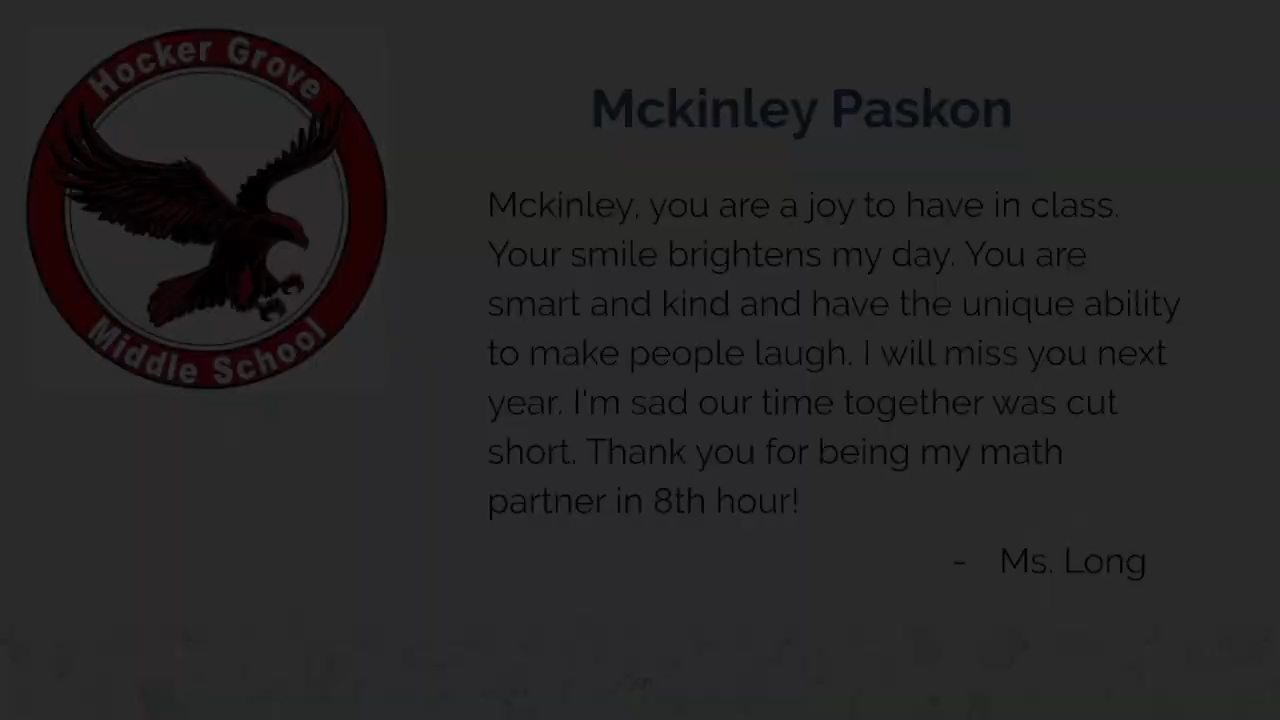 Hocker Grove
Middle School
Mckinley Paskon
Mckinley, you are a joy to have in class.
Your smile brightens my day. You are
smart and kind and have the unique ability
to make people laugh. I will miss you next
year. I'm sad our time together was cut
short. Thank you for being my math
partner in 8th hour!
- Ms. Long